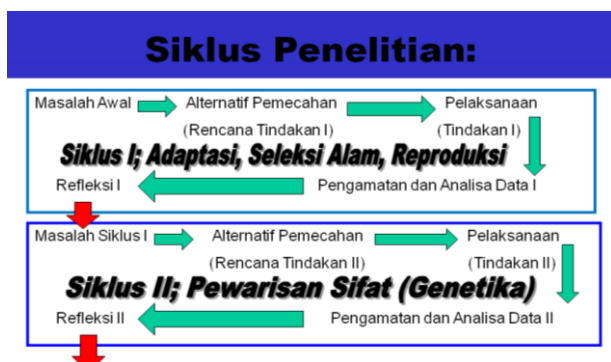 Siklus Penelitian:
Masalah Awal Alternatif Pemecahan Pelaksanaan
(Rencana Tindakan I) (Tindakan I)
Siklus I; Adaptasi, Seleksi Alam, Reproduksi
Refleksi I Pengamatan dan Analisa Data I
Masalah Siklus I Alternatif Pemecahan Pelaksanaan
(Rencana Tindakan II) (Tindakan II)
Siklus II; Pewarisan Sifat (Genetika)
Refleksi II Pengamatan dan Analisa Data II